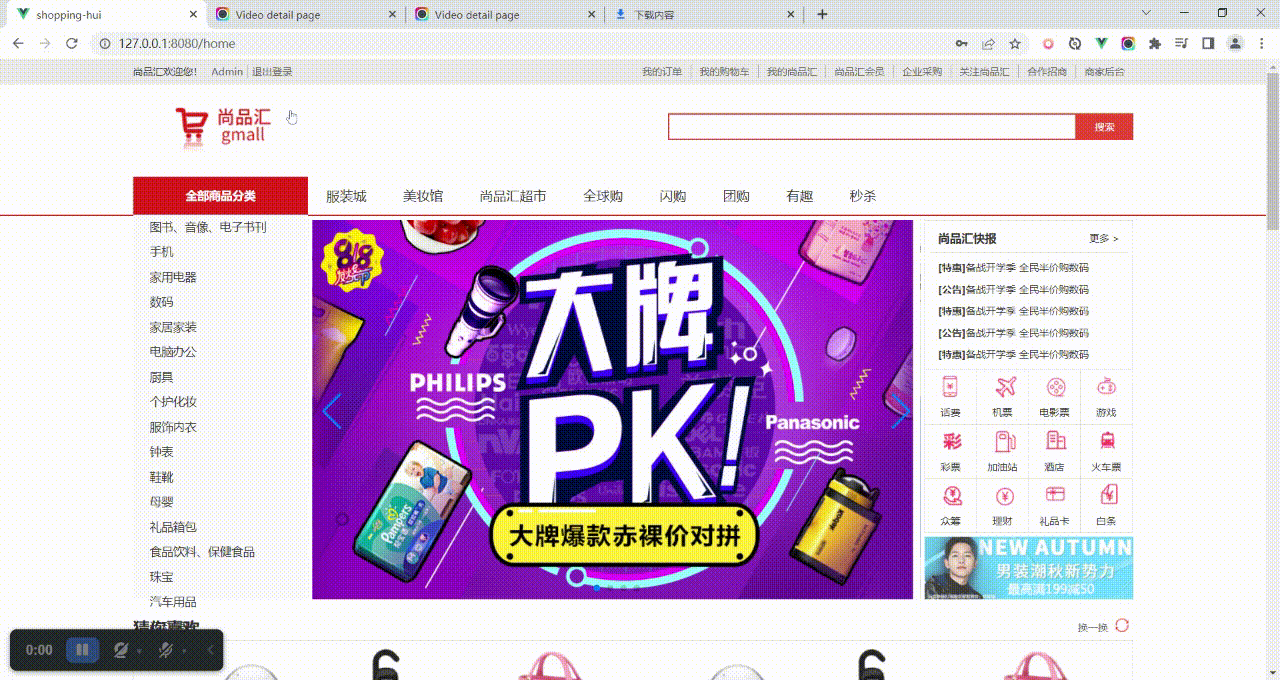 shopping-hui
Video detail page
Video detail page
下载内容
127.0.0.1:8080/home
尚品汇欢迎您! Admin 退出登录
我的订单 我的购物车 我的尚品汇 尚品汇会员 企业采购 关注尚品汇 合作招商 商家后台
尚品汇
gmall
搜索
全部商品分类
服装城 美妆馆 尚品汇超市 全球购 闪购 团购 有趣 秒杀
图书、音像、电子书刊
手机
家用电器
数码
家居家装
电脑办公
厨具
个护化妆
服饰内衣
钟表
鞋靴
母婴
礼品箱包
食品饮料、保健食品
珠宝
汽车用品
818
大牌
PK!
PHILIPS
Panasonic
Pampers
大牌爆款赤裸价对拼
尚品汇快报 更多 >
[特惠]备战开学季 全民半价购数码
[公告]备战开学季 全民半价购数码
[特惠]备战开学季 全民半价购数码
[公告]备战开学季 全民半价购数码
[特惠]备战开学季 全民半价购数码
话费 机票 电影票 游戏
彩
彩票 加油站 酒店 火车票
众筹 理财 礼品卡 白条
NEW AUTUMN
男装潮秋新势力
最高满199减50
猜你喜欢
换一换
0:00